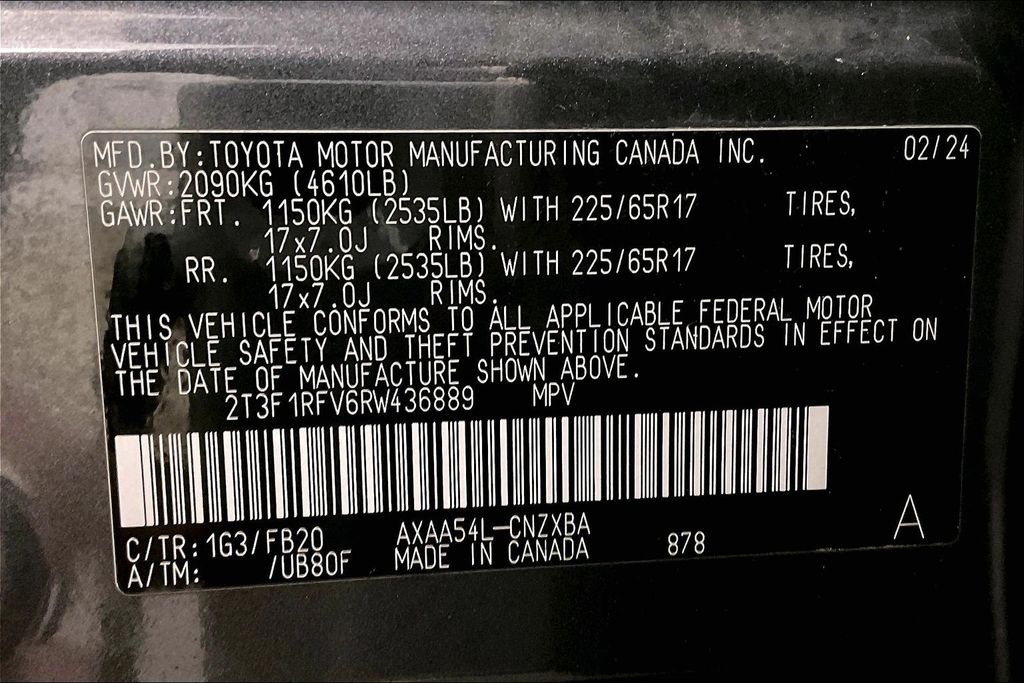 MFD.BY:TOYOTA MOTOR MANUFACTURING CANADA INC. 02/24
GVWR:2090KG (4610LB)
GAWR:FRT. 1150KG (2535LB) WITH 225/65R17 TIRES,
17x7.0J RIMS.
RR. 1150KG (2535LB) WITH 225/65R17 TIRES,
17x7.0J RIMS.
THIS VEHICLE CONFORMS TO ALL APPLICABLE FEDERAL MOTOR
VEHICLE SAFETY AND THEFT PREVENTION STANDARDS IN EFFECT ON
THE DATE OF MANUFACTURE SHOWN ABOVE.
2T3F1RFV6RW436889 MPV
C/TR:1G3/FB20 AXAA54L-CNZXBA
A/TM: /UB80F MADE IN CANADA 878 A